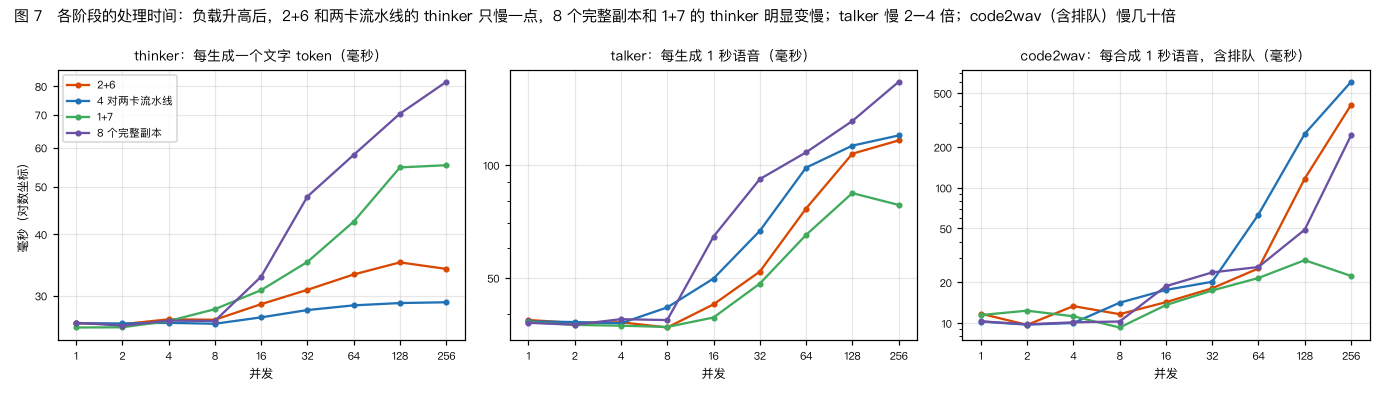 图 7 各阶段的处理时间：负载升高后，2+6 和两卡流水线的 thinker 只慢一点，8 个完整副本和 1+7 的 thinker 明显变慢；talker 慢 2—4 倍；code2wav（含排队）慢几十倍
thinker：每生成一个文字 token（毫秒）
毫秒（对数坐标）
80
70
60
50
40
30
2+6
4 对两卡流水线
1+7
8 个完整副本
1 2 4 8 16 32 64 128 256
并发
talker：每生成 1 秒语音（毫秒）
100
50
1 2 4 8 16 32 64 128 256
并发
code2wav：每合成 1 秒语音，含排队（毫秒）
500
200
100
50
20
10
1 2 4 8 16 32 64 128 256
并发